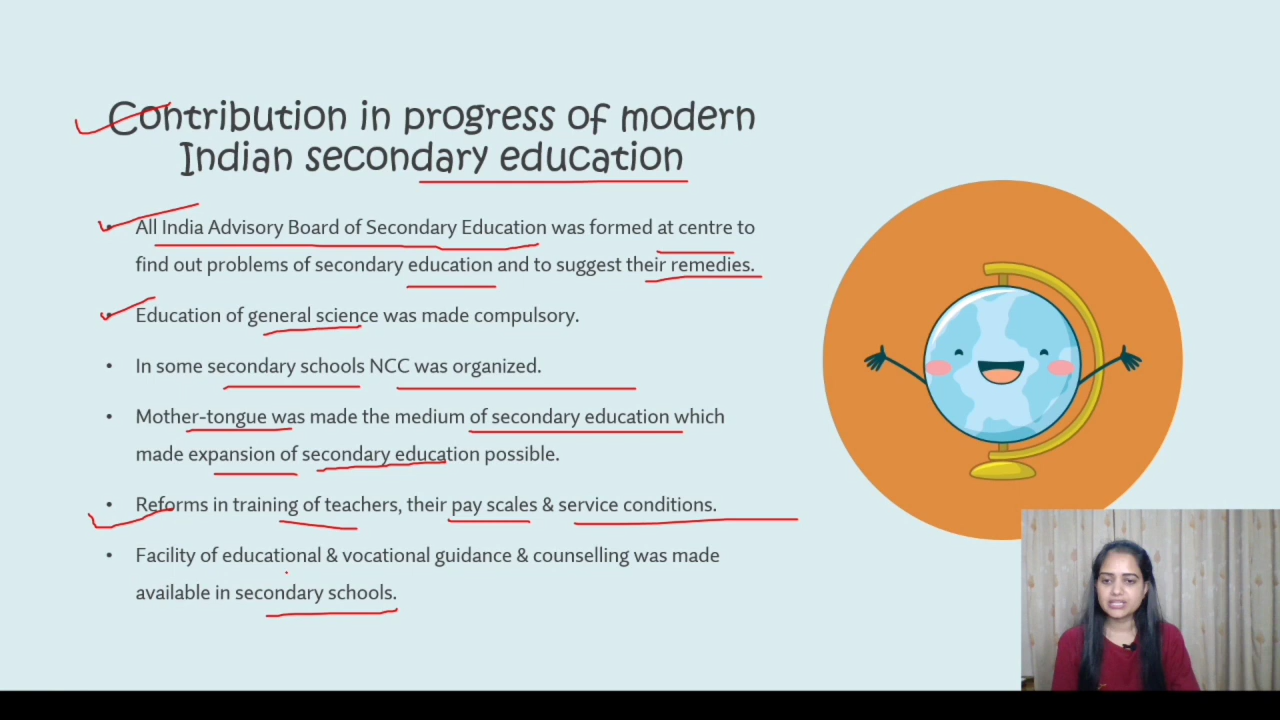 Contribution in progress of modern
Indian secondary education
• All India Advisory Board of Secondary Education was formed at centre to
find out problems of secondary education and to suggest their remedies.
• Education of general science was made compulsory.
• In some secondary schools NCC was organized.
• Mother-tongue was made the medium of secondary education which
made expansion of secondary education possible.
• Reforms in training of teachers, their pay scales & service conditions.
• Facility of educational & vocational guidance & counselling was made
available in secondary schools.